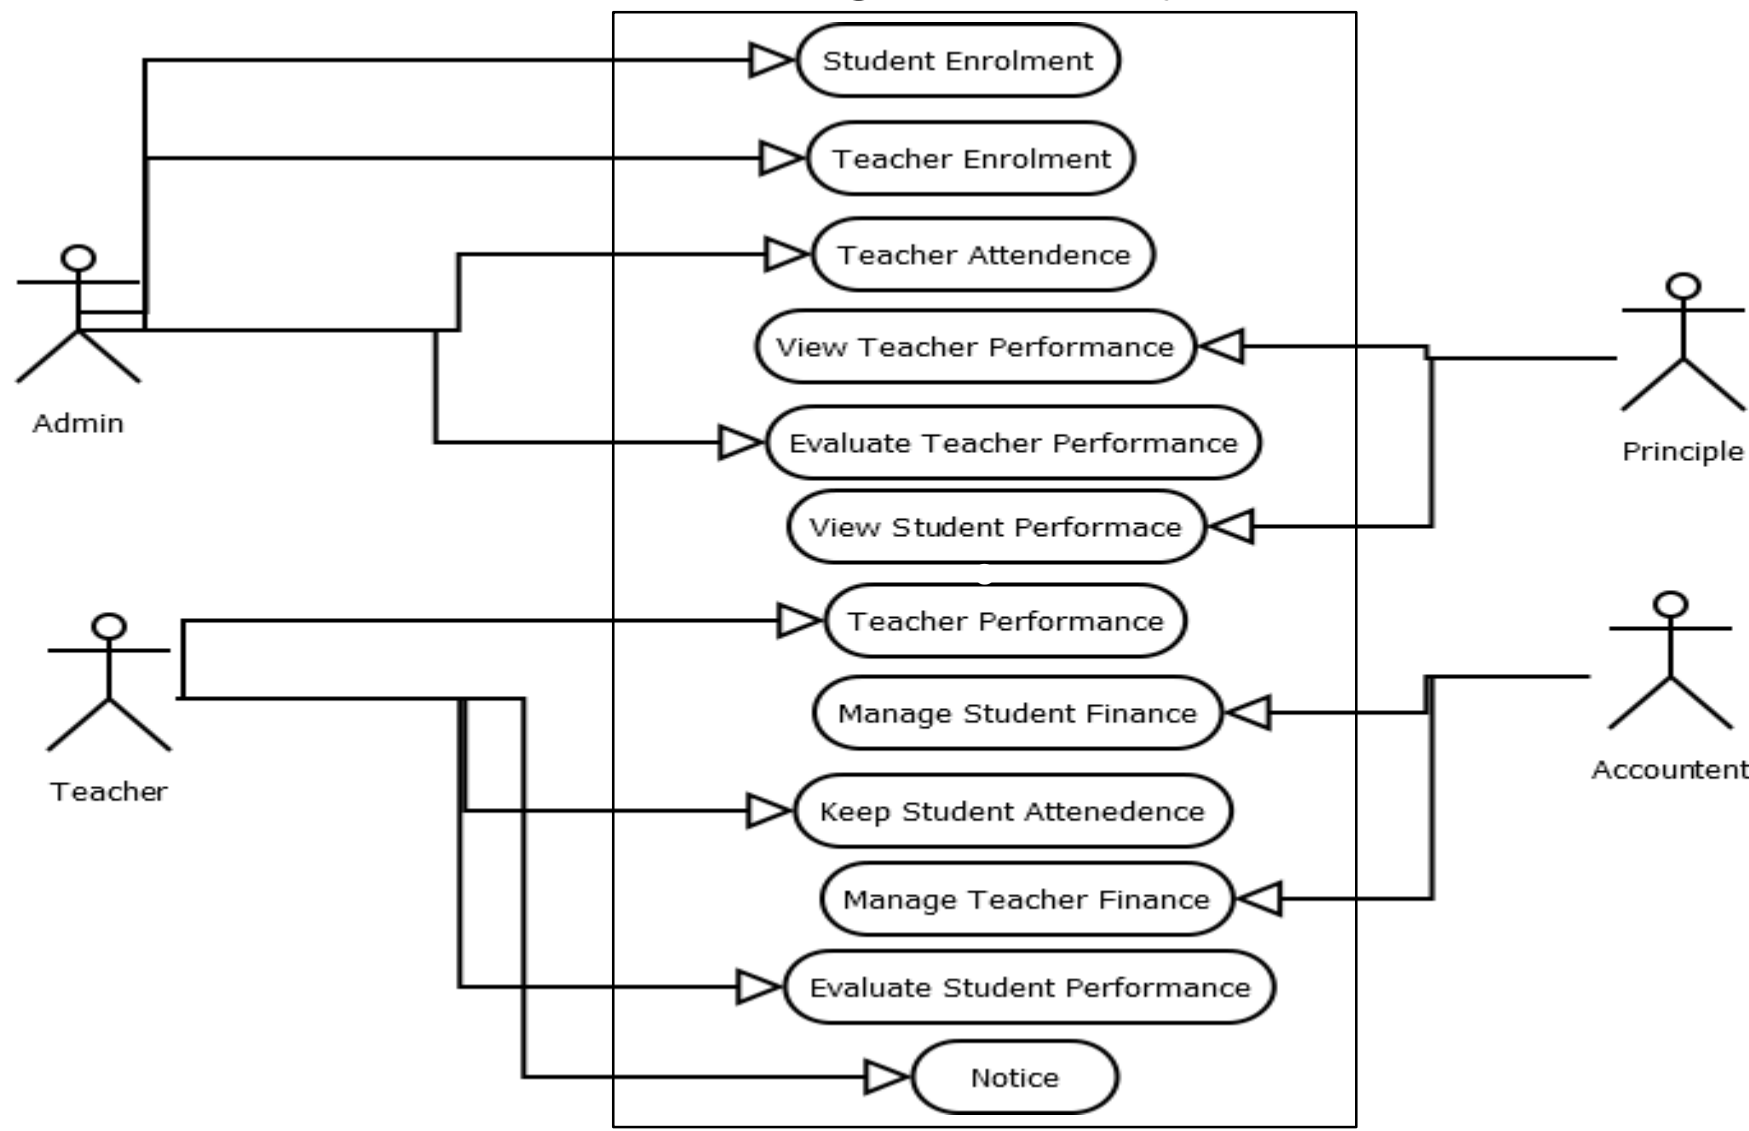 Student Enrolment
Teacher Enrolment
Teacher Attendence
View Teacher Performance
Admin
Evaluate Teacher Performance
Principle
View Student Performace
Teacher Performance
Manage Student Finance
Accountent
Teacher
Keep Student Attenedence
Manage Teacher Finance
Evaluate Student Performance
Notice